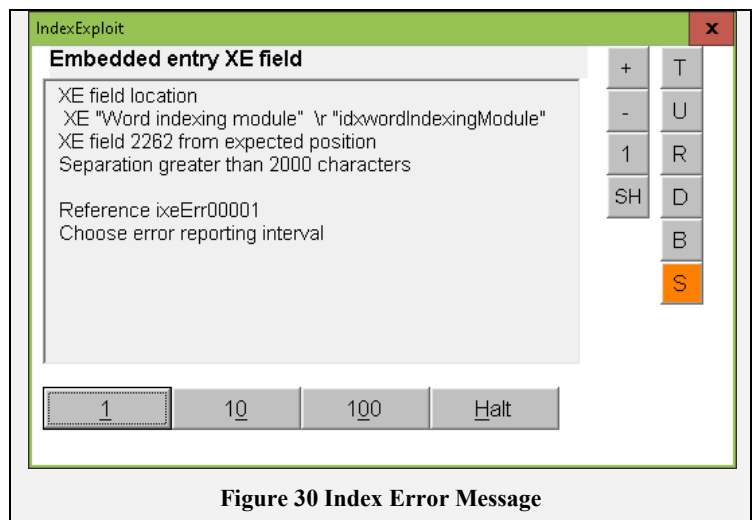 IndexExploit x
Embedded entry XE field
XE field location
XE "Word indexing module" \r "idxwordIndexingModule"
XE field 2262 from expected position
Separation greater than 2000 characters
Reference ixeErr00001
Choose error reporting interval
+ T
- U
1 R
SH D
B
S
1 10 100 Halt
Figure 30 Index Error Message